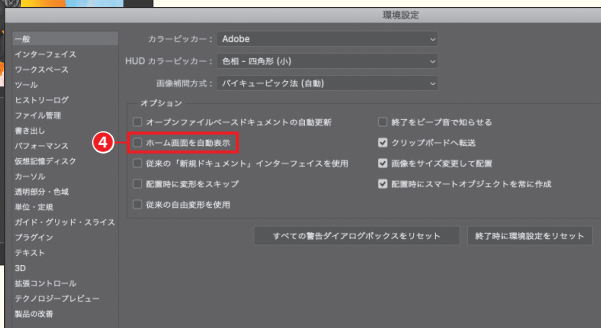 環境設定
一般
インターフェイス
ワークスペース
ツール
ヒストリーログ
ファイル管理
書き出し
パフォーマンス
仮想記憶ディスク
カーソル
透明部分・色域
単位・定規
ガイド・グリッド・スライス
プラグイン
テキスト
3D
拡張コントロール
テクノロジープレビュー
製品の改善
カラーピッカー： Adobe
HUD カラーピッカー： 色相 - 四角形 (小)
画像補間方式： バイキュービック法 (自動)
オプション
オープンファイルベースドキュメントの自動更新
終了をビープ音で知らせる
4
ホーム画面を自動表示
クリップボードへ転送
従来の「新規ドキュメント」インターフェイスを使用
画像をサイズ変更して配置
配置時に変形をスキップ
配置時にスマートオブジェクトを常に作成
従来の自由変形を使用
すべての警告ダイアログボックスをリセット
終了時に環境設定をリセット